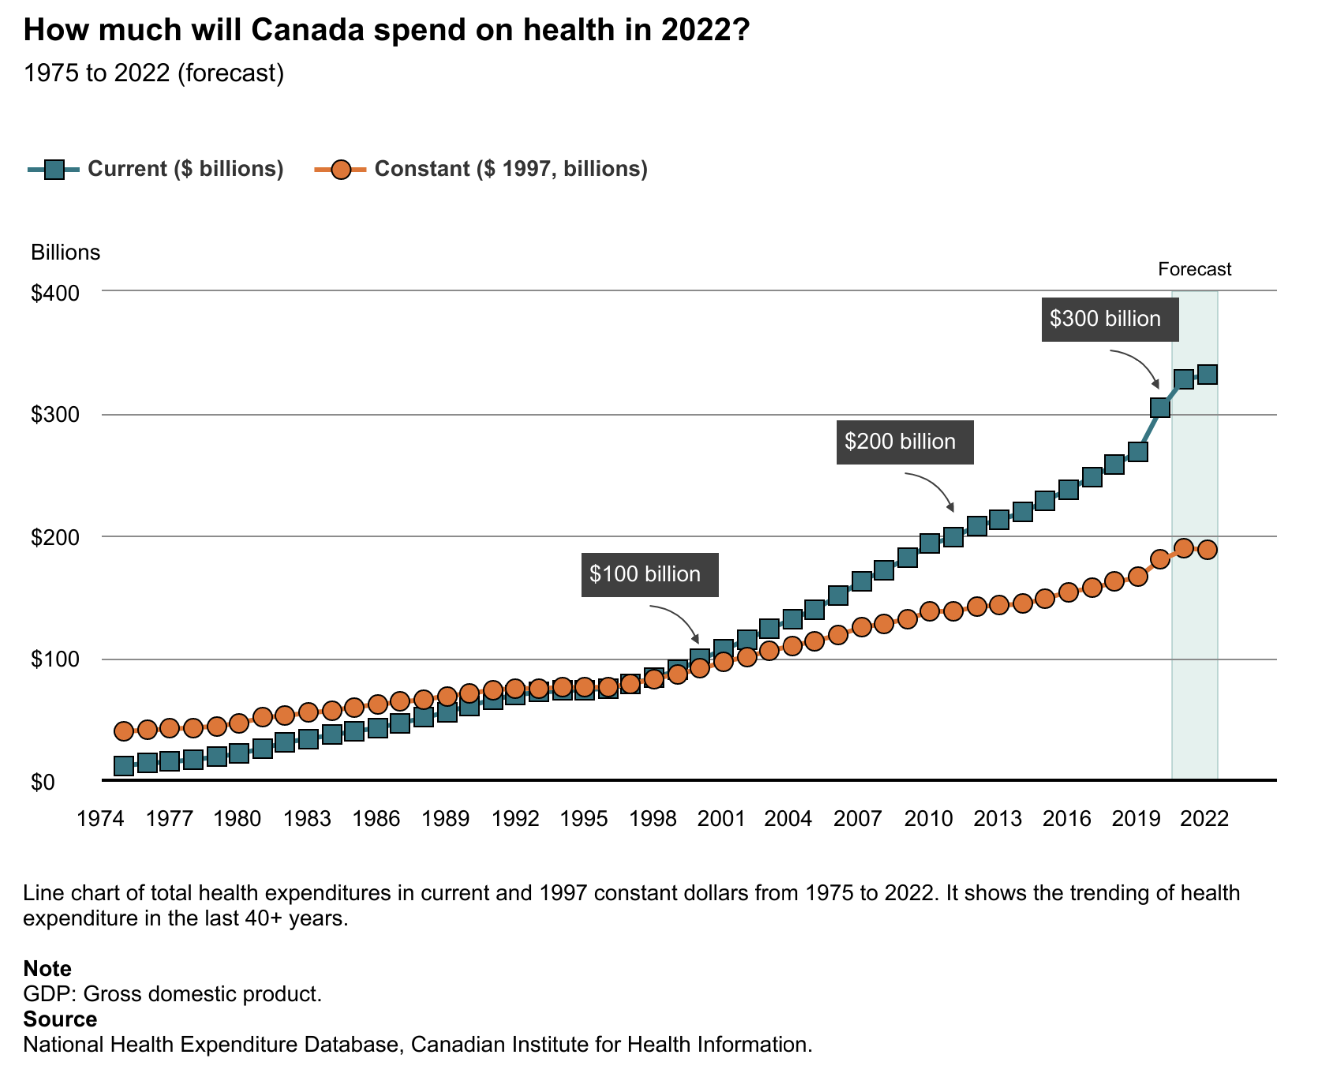 How much will Canada spend on health in 2022?
1975 to 2022 (forecast)
Current ($ billions) Constant ($ 1997, billions)
Billions
Forecast
$400
$300 billion
$300
$200 billion
$200
$100 billion
$100
$0
1974 1977 1980 1983 1986 1989 1992 1995 1998 2001 2004 2007 2010 2013 2016 2019 2022
Line chart of total health expenditures in current and 1997 constant dollars from 1975 to 2022. It shows the trending of health
expenditure in the last 40+ years.
Note
GDP: Gross domestic product.
Source
National Health Expenditure Database, Canadian Institute for Health Information.